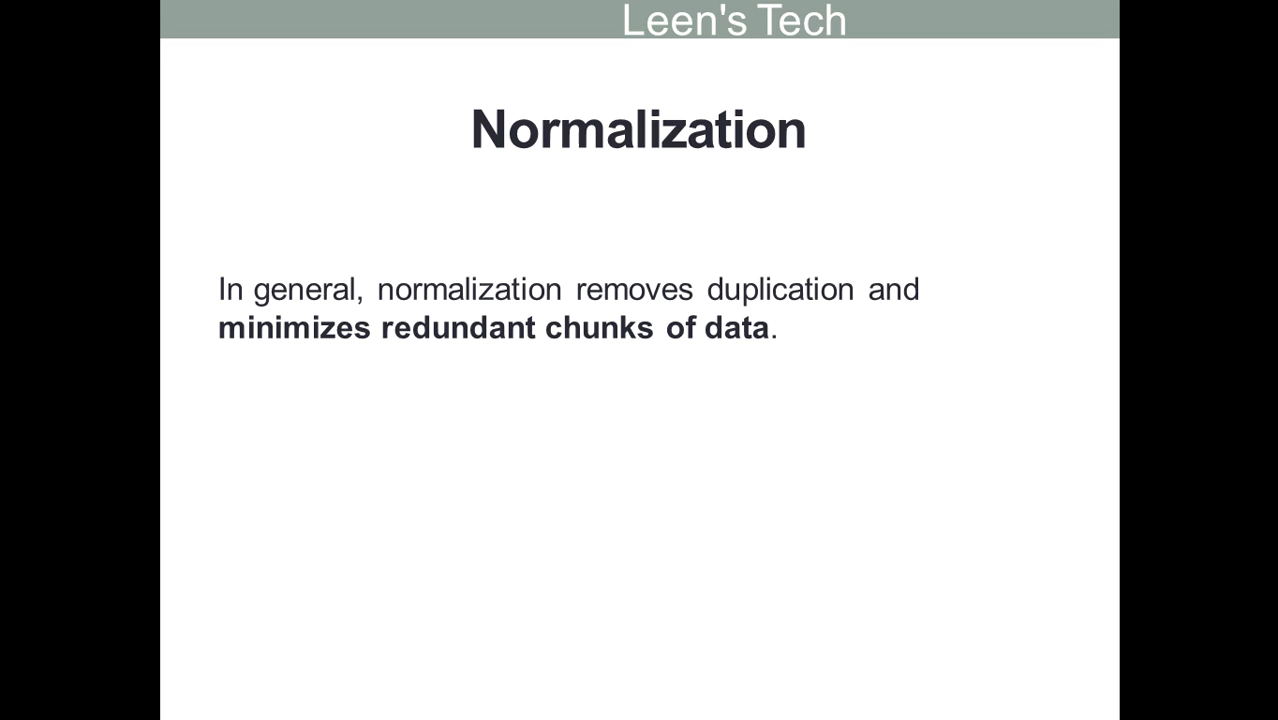 Leen's Tech
Normalization
In general, normalization removes duplication and
minimizes redundant chunks of data.